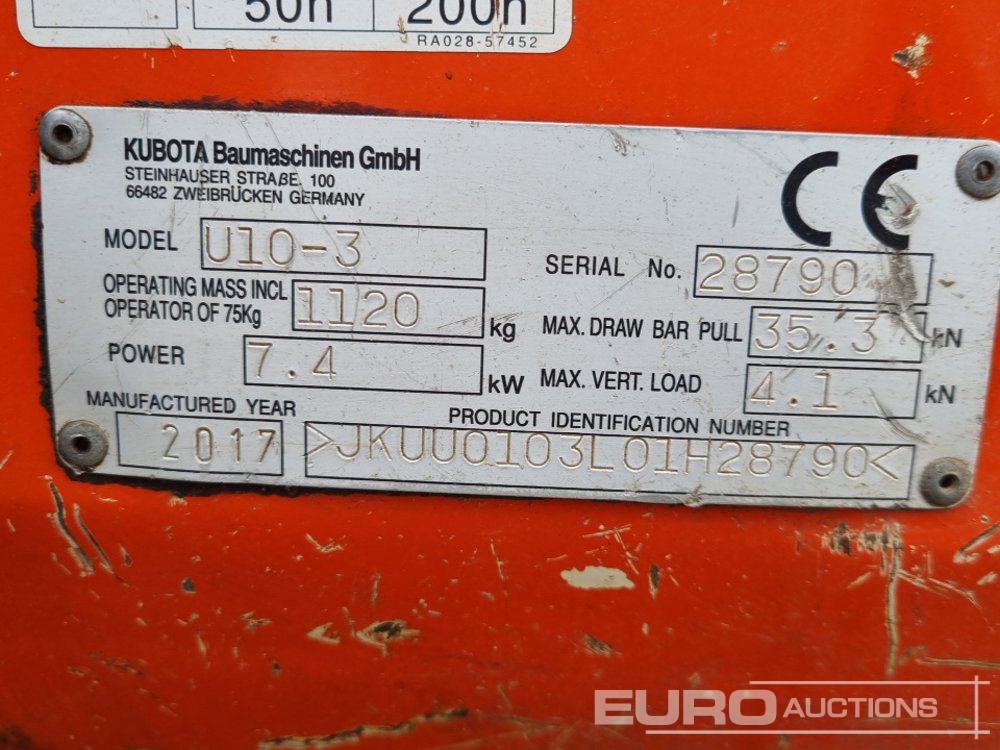 50h 200h
RA028-57452
KUBOTA Baumaschinen GmbH
STEINHAUSER STRAßE 100
66482 ZWEIBRÜCKEN GERMANY
CE
MODEL U10-3
SERIAL No. 28790
OPERATING MASS INCL
OPERATOR OF 75Kg 1120 kg
MAX. DRAW BAR PULL 35.3 kN
POWER 7.4 kW
MAX. VERT. LOAD 4.1 kN
MANUFACTURED YEAR
2017
PRODUCT IDENTIFICATION NUMBER
>JKUU0103L01H28790<
EURO AUCTIONS